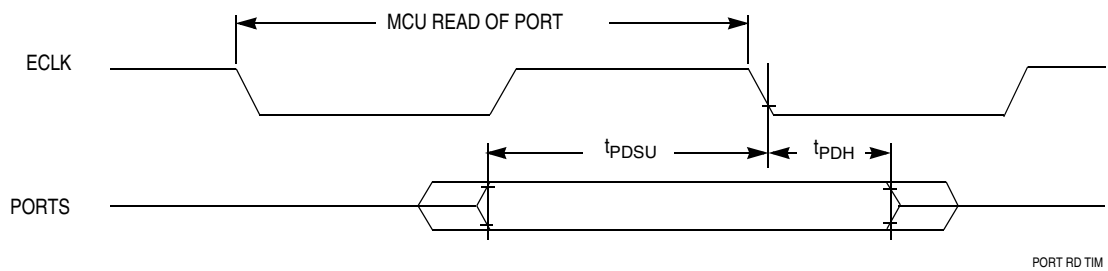 MCU READ OF PORT
ECLK
tPDSU
tPDH
PORTS
PORT RD TIM